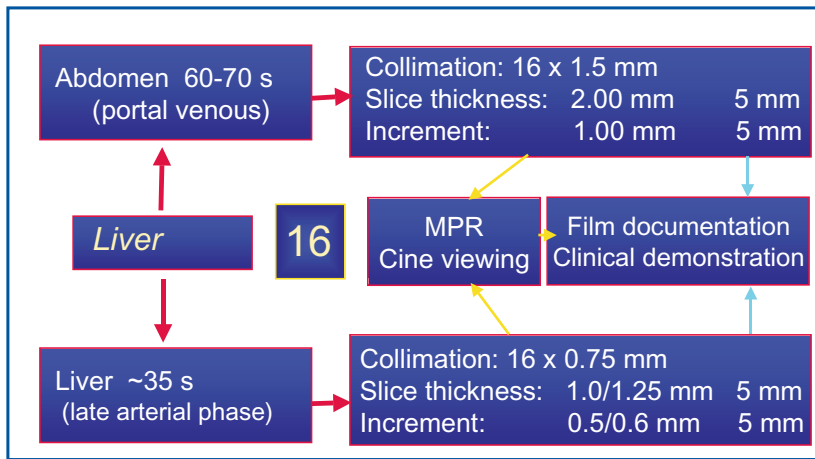 Abdomen 60-70 s
(portal venous)
Collimation: 16 x 1.5 mm
Slice thickness: 2.00 mm 5 mm
Increment: 1.00 mm 5 mm
Liver
16
MPR
Cine viewing
Film documentation
Clinical demonstration
Liver ~35 s
(late arterial phase)
Collimation: 16 x 0.75 mm
Slice thickness: 1.0/1.25 mm 5 mm
Increment: 0.5/0.6 mm 5 mm